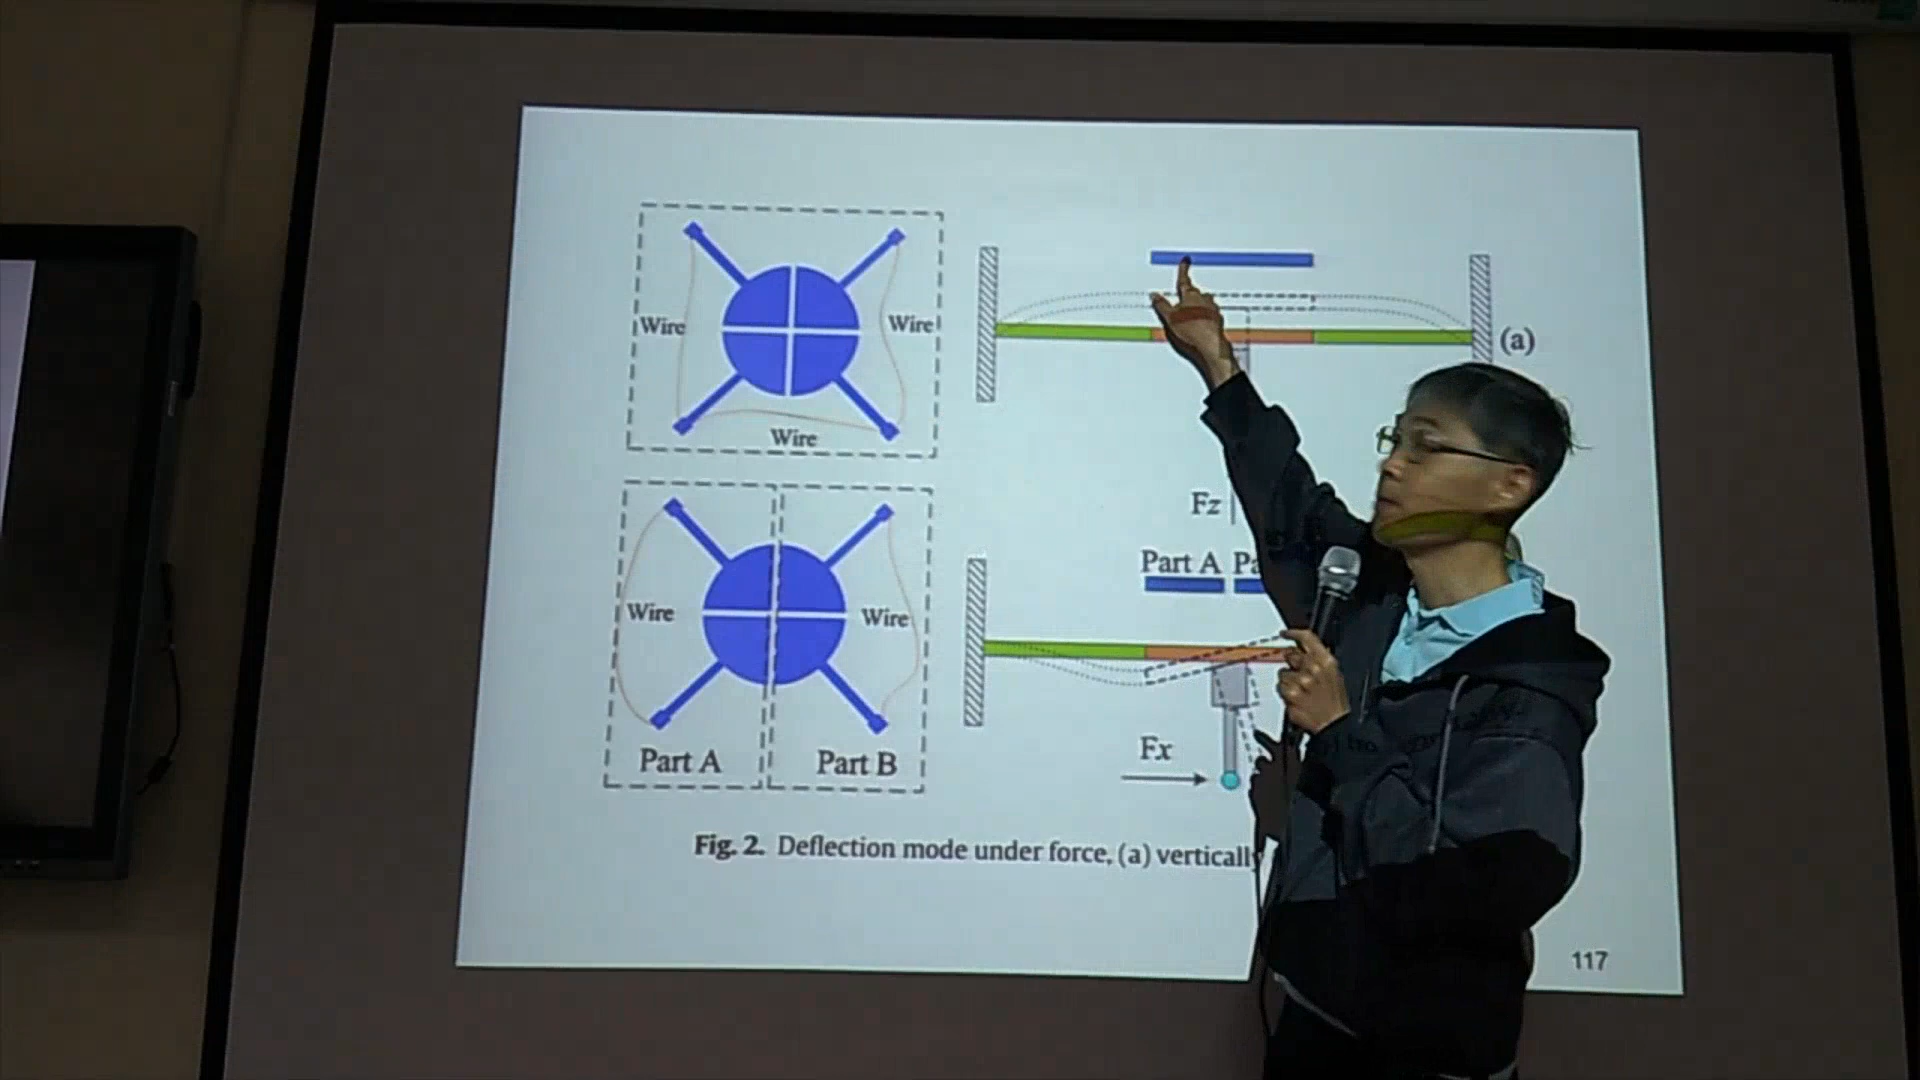 Wire
Wire
Wire
(a)
Fz
Part A
Wire
Wire
Part A
Part B
Fx
Fig. 2. Deflection mode under force, (a) vertically
117